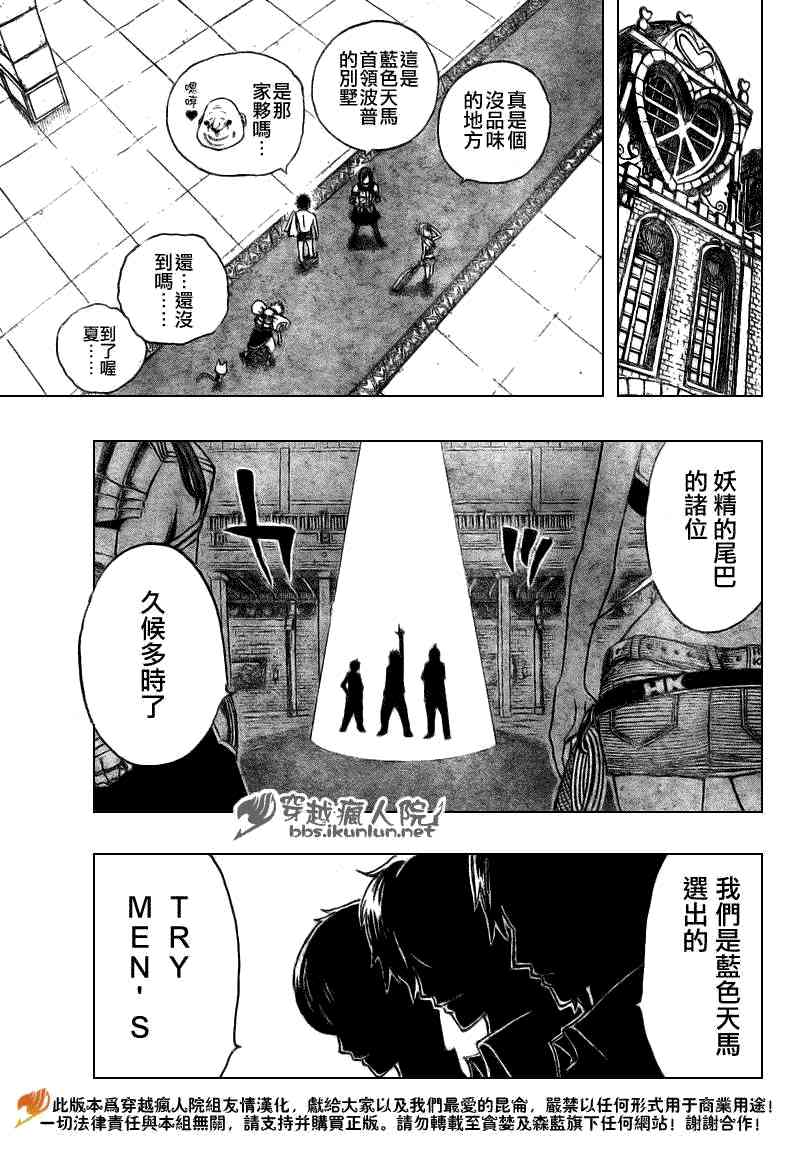 真是個
沒品味
的地方
這是
藍色天馬
首領波普
的別墅
是那
家夥嗎…
嗯哼♥
還…還沒
到嗎……
到了喔
夏……
妖精的尾巴
的諸位
久候多時了
我們是藍色天馬
選出的
TRY
MEN'S
HK
穿越瘋人院
bbs.ikunlun.net
此版本爲穿越瘋人院組友情漢化，獻給大家以及我們最愛的昆侖，嚴禁以任何形式用于商業用途！
一切法律責任與本組無關，請支持并購買正版。請勿轉載至貪婪及森藍旗下任何網站！謝謝合作！